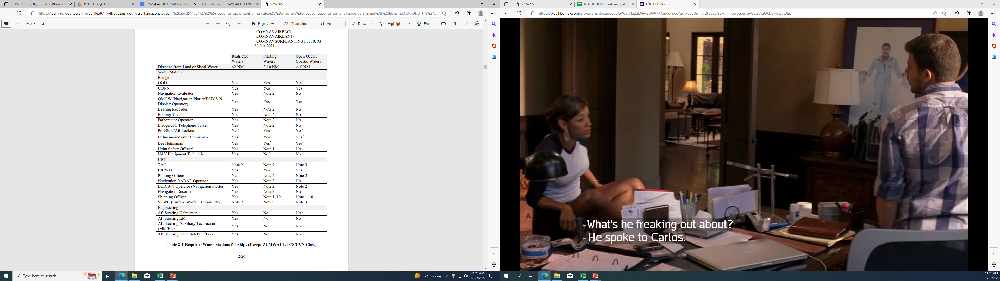 Inbox (282) - rwilhelm@usna.edu
PPTs - Google Drive
NN284 AY 2023 - Syllabus.docx
References – NAVIGATION AND
2792065
https://learn-us-gov-west-1-prod-fleet01-xythos.s3.us-gov-west-1.amazonaws.com/62b35cd514724/2792065?response-cache-control=private%2C%20max-age%3D10800&response-content-disposition=inline%3B%20filename%2A%3DUTF-8%27...
42 of 236
Page view
Read aloud
Add text
Draw
Highlight
Erase
COMNAVAIRPAC/
COMNAVAIRLANT/
COMNAVSURFLANTINST 3530.4G
28 Oct 2021
Restricted1 Waters Piloting Waters Open Ocean/ Coastal Waters
Distance from Land or Shoal Water <2 NM 2-10 NM >10 NM
Watch Station
Bridge
OOD Yes Yes Yes
CONN Yes Yes Yes
Navigation Evaluator Yes Note 2 No
QMOW (Navigation Plotter/ECDIS-N Display Operator) Yes Yes Yes
Bearing Recorder Yes Note 2 No
Bearing Takers Yes Note 2 No
Fathometer Operator Yes Note 2 No
Bridge/CIC Telephone Talker3 Yes Note 2 No
Port/Stbd/Aft Lookouts Yes4 Yes4 Yes4
Helmsman/Master Helmsman Yes Yes5 Yes 5
Lee Helmsman Yes Yes5 Yes5
Helm Safety Officer6 Yes Note 1 No
NAV Equipment Technician Yes No7 No 7
CIC8
TAO Note 9 Note 9 Note 9
CICWO Yes Yes Yes
Piloting Officer Yes Note 2 Note 2
Navigation RADAR Operator Yes Note 2 No
ECDIS-N Operator (Navigation Plotter) Yes Note 2 Note 2
Navigation Recorder Yes Note 2 No
Shipping Officer Yes Note 1, 10 Note 1, 10
SUWC (Surface Warfare Coordinator) Note 9 Note 9 Note 9
Engineering11
Aft Steering Helmsman Yes No No
Aft Steering EM Yes No No
Aft Steering Auxiliary Technician (MM/EN) Yes No No
Aft Steering Helm Safety Officer Yes No No
Table 2-F Required Watch Stations for Ships (Except ZUMWALT/LCS/CVN Class)
2-26
Type here to search
37°F Sunny
11:20 AM
12/27/2022
2774295
NN220 SKED Brainstorming.xlsx
HBOMax
https://play.hbomax.com/player/urn:hbo:episode:GVU2vHg2gEVFvjSoJAVKR/undefined?exitPageUrn=%2Fpage%2Furn:hbo:series:GVU2g_AGQXI7DwvwIAUSp
-What's he freaking out about?
-He spoke to Carlos.
11:20 AM
12/27/2022